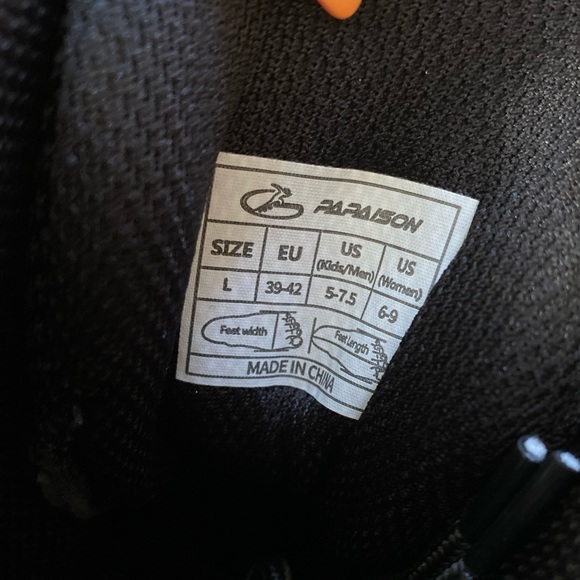 PAPAISON
SIZE EU US (Kids/Men) US (Women)
L 39-42 5-7.5 6-9
Feet width Feet Length
MADE IN CHINA